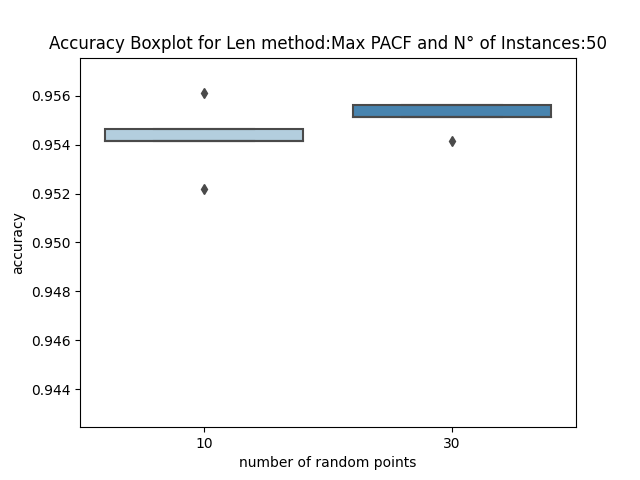 Accuracy Boxplot for Len method:Max PACF and N° of Instances:50
0.956
0.954
0.952
0.950
0.948
0.946
0.944
accuracy
10 30
number of random points